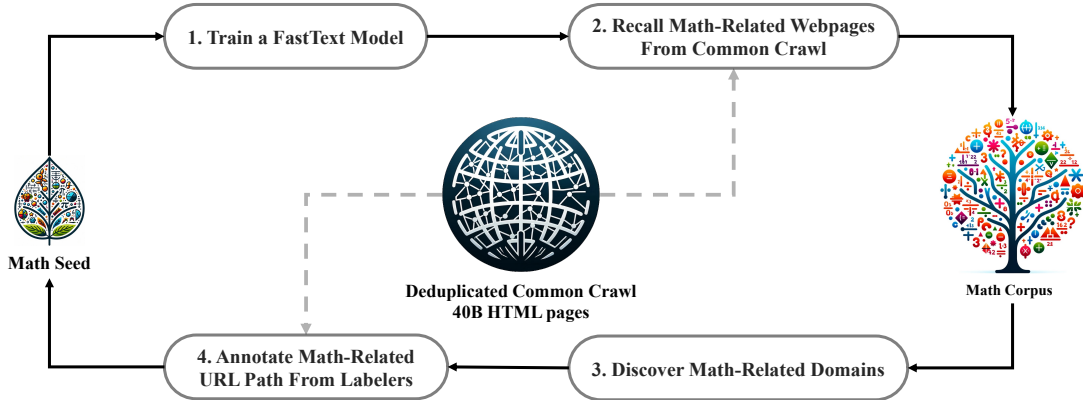 1. Train a FastText Model
2. Recall Math-Related Webpages
From Common Crawl
Math Seed
Deduplicated Common Crawl
40B HTML pages
Math Corpus
4. Annotate Math-Related
URL Path From Labelers
3. Discover Math-Related Domains